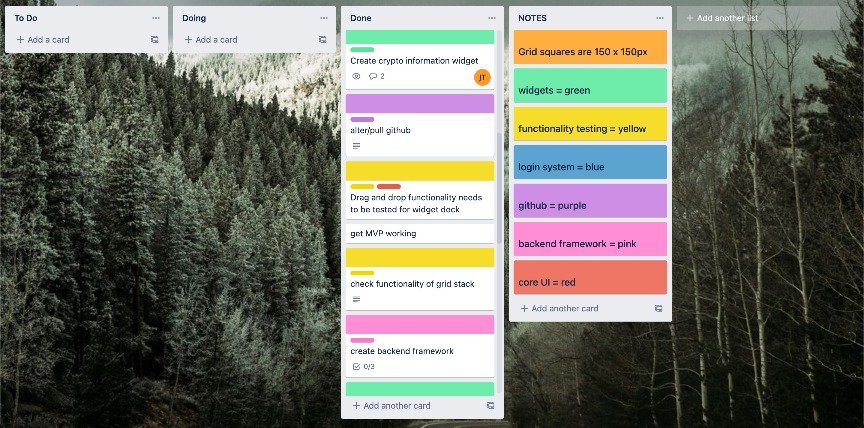 To Do
Add a card
Doing
Add a card
Done
Create crypto information widget
2
JT
alter/pull github
Drag and drop functionality needs
to be tested for widget dock
get MVP working
check functionality of grid stack
create backend framework
0/3
Add another card
NOTES
Grid squares are 150 x 150px
widgets = green
functionality testing = yellow
login system = blue
github = purple
backend framework = pink
core UI = red
Add another card
Add another list